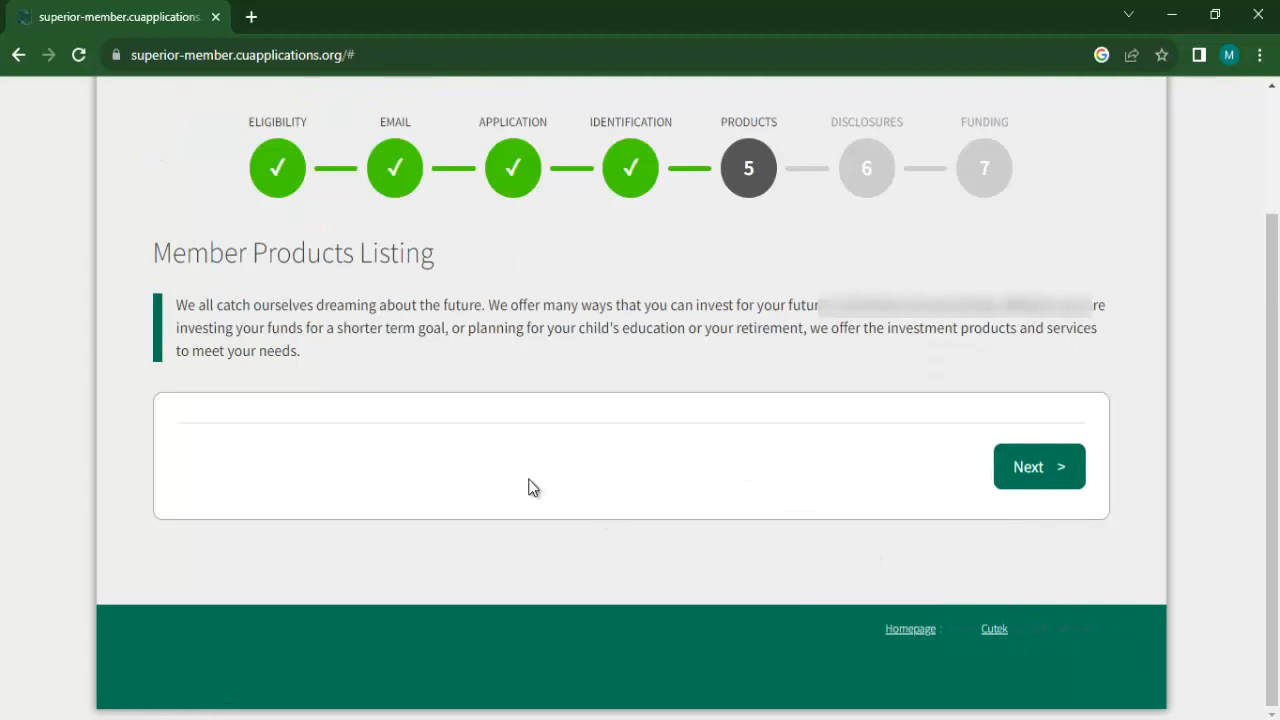 superior-member.cuapplications.
superior-member.cuapplications.org/#
M
ELIGIBILITY EMAIL APPLICATION IDENTIFICATION PRODUCTS DISCLOSURES FUNDING
✓ ✓ ✓ ✓ 5 6 7
Member Products Listing
We all catch ourselves dreaming about the future. We offer many ways that you can invest for your futur re
investing your funds for a shorter term goal, or planning for your child's education or your retirement, we offer the investment products and services
to meet your needs.
Next >
Homepage : Cutek